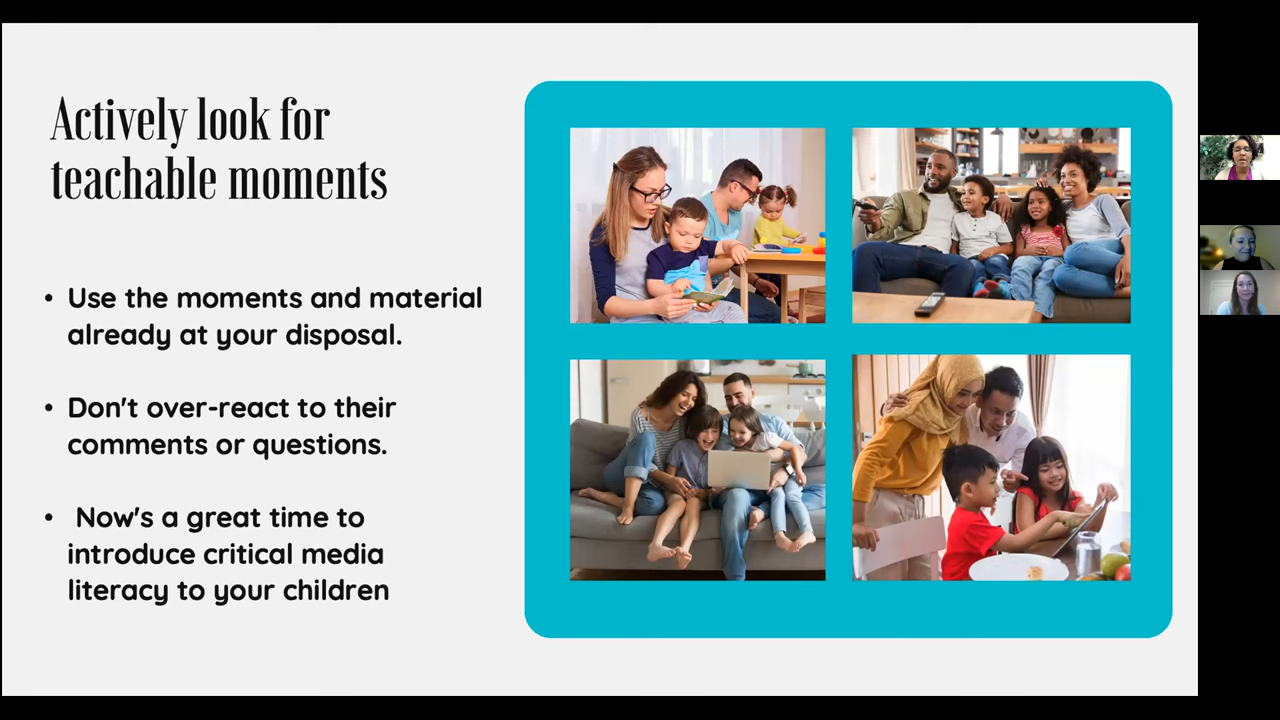 Actively look for
teachable moments
• Use the moments and material
already at your disposal.
• Don't over-react to their
comments or questions.
• Now's a great time to
introduce critical media
literacy to your children